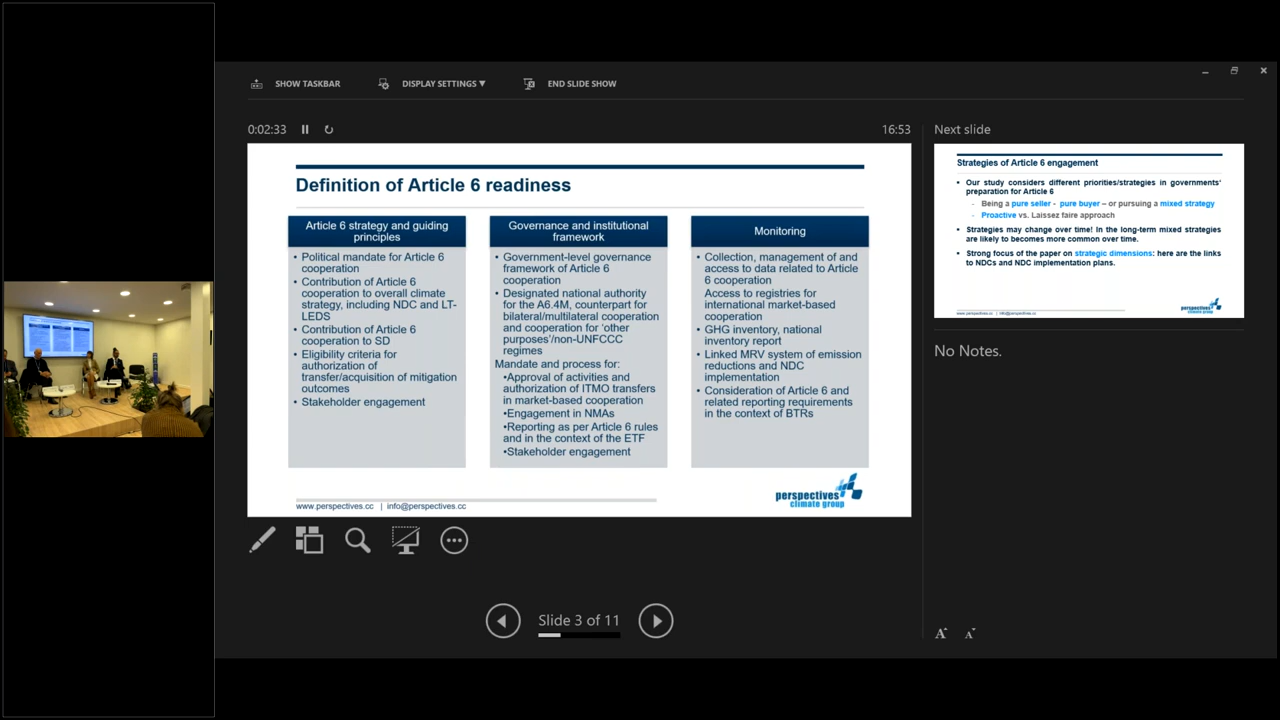 SHOW TASKBAR
DISPLAY SETTINGS ▼
END SLIDE SHOW
0:02:33
16:53
Definition of Article 6 readiness
Article 6 strategy and guiding
principles
• Political mandate for Article 6
cooperation
• Contribution of Article 6
cooperation to overall climate
strategy, including NDC and LT-
LEDS
• Contribution of Article 6
cooperation to SD
• Eligibility criteria for
authorization of
transfer/acquisition of mitigation
outcomes
• Stakeholder engagement
Governance and institutional
framework
• Government-level governance
framework of Article 6
cooperation
• Designated national authority
for the A6.4M, counterpart for
bilateral/multilateral cooperation
and cooperation for 'other
purposes'/non-UNFCCC
regimes
Mandate and process for:
•Approval of activities and
authorization of ITMO transfers
in market-based cooperation
•Engagement in NMAs
•Reporting as per Article 6 rules
and in the context of the ETF
•Stakeholder engagement
Monitoring
• Collection, management of and
access to data related to Article
6 cooperation
Access to registries for
international market-based
cooperation
• GHG inventory, national
inventory report
• Linked MRV system of emission
reductions and NDC
implementation
• Consideration of Article 6 and
related reporting requirements
in the context of BTRs
www.perspectives.cc | info@perspectives.cc
perspectives
climate group
Slide 3 of 11
Next slide
Strategies of Article 6 engagement
• Our study considers different priorities/strategies in governments'
preparation for Article 6
- Being a pure seller - pure buyer – or pursuing a mixed strategy
- Proactive vs. Laissez faire approach
• Strategies may change over time! In the long-term mixed strategies
are likely to becomes more common over time.
• Strong focus of the paper on strategic dimensions: here are the links
to NDCs and NDC implementation plans.
www.perspectives.cc | info@perspectives.cc
perspectives
climate group
No Notes.
A A